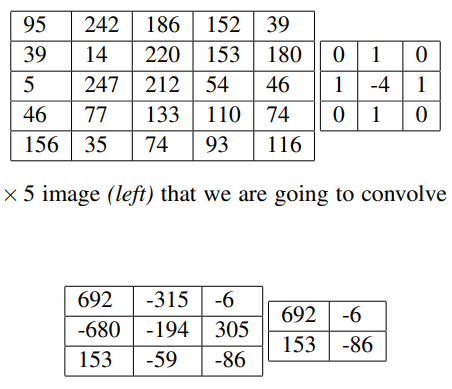 95 242 186 152 39
39 14 220 153 180 0 1 0
5 247 212 54 46 1 -4 1
46 77 133 110 74 0 1 0
156 35 74 93 116
× 5 image (left) that we are going to convolve
692 -315 -6
692 -6
-680 -194 305
153 -86
153 -59 -86